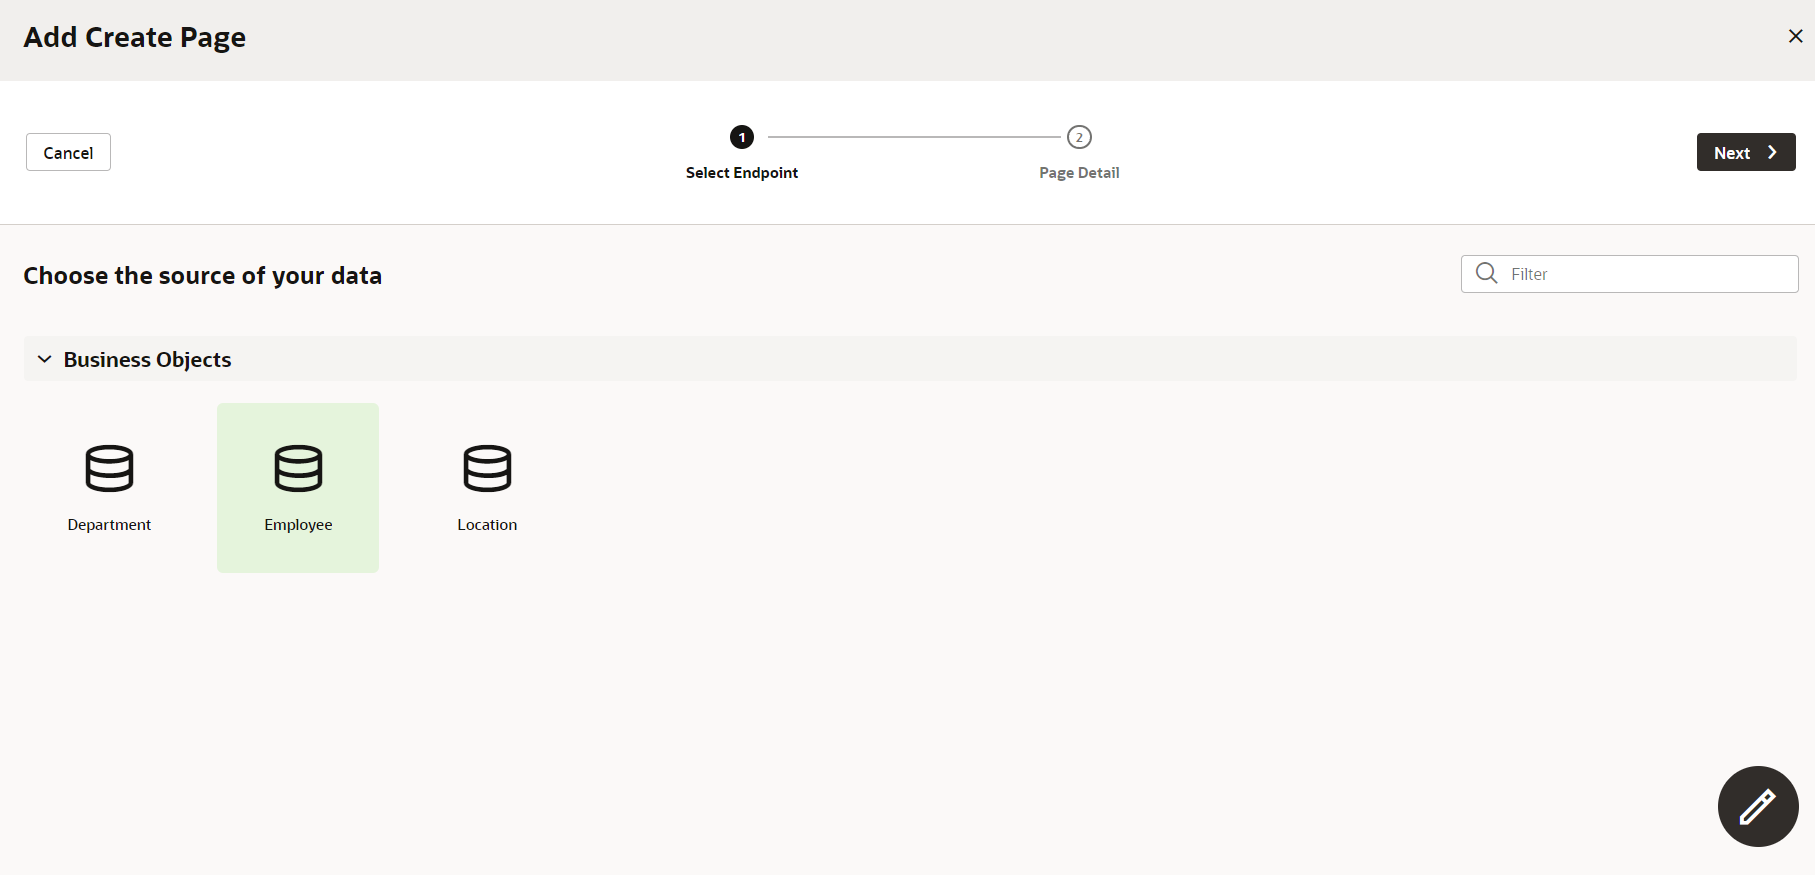 Add Create Page
Cancel
1
2
Select Endpoint
Page Detail
Next
Choose the source of your data
Filter
Business Objects
Department
Employee
Location